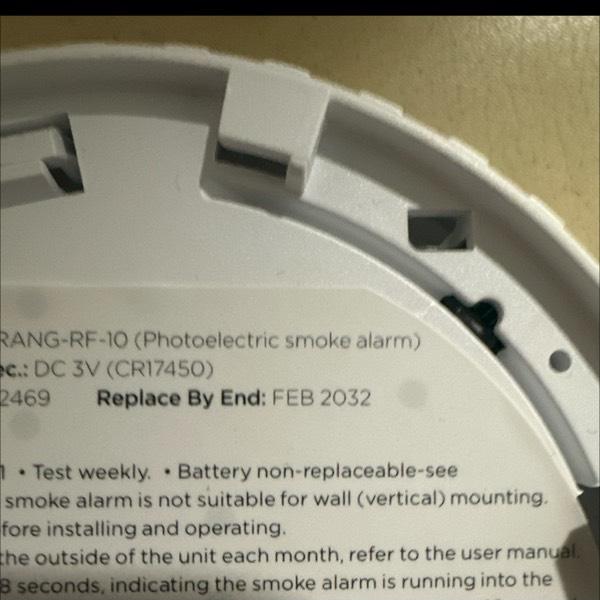 RANG-RF-10 (Photoelectric smoke alarm)
ec.: DC 3V (CR17450)
2469 Replace By End: FEB 2032
1 • Test weekly. • Battery non-replaceable-see
smoke alarm is not suitable for wall (vertical) mounting.
fore installing and operating.
the outside of the unit each month, refer to the user manual.
8 seconds, indicating the smoke alarm is running into the